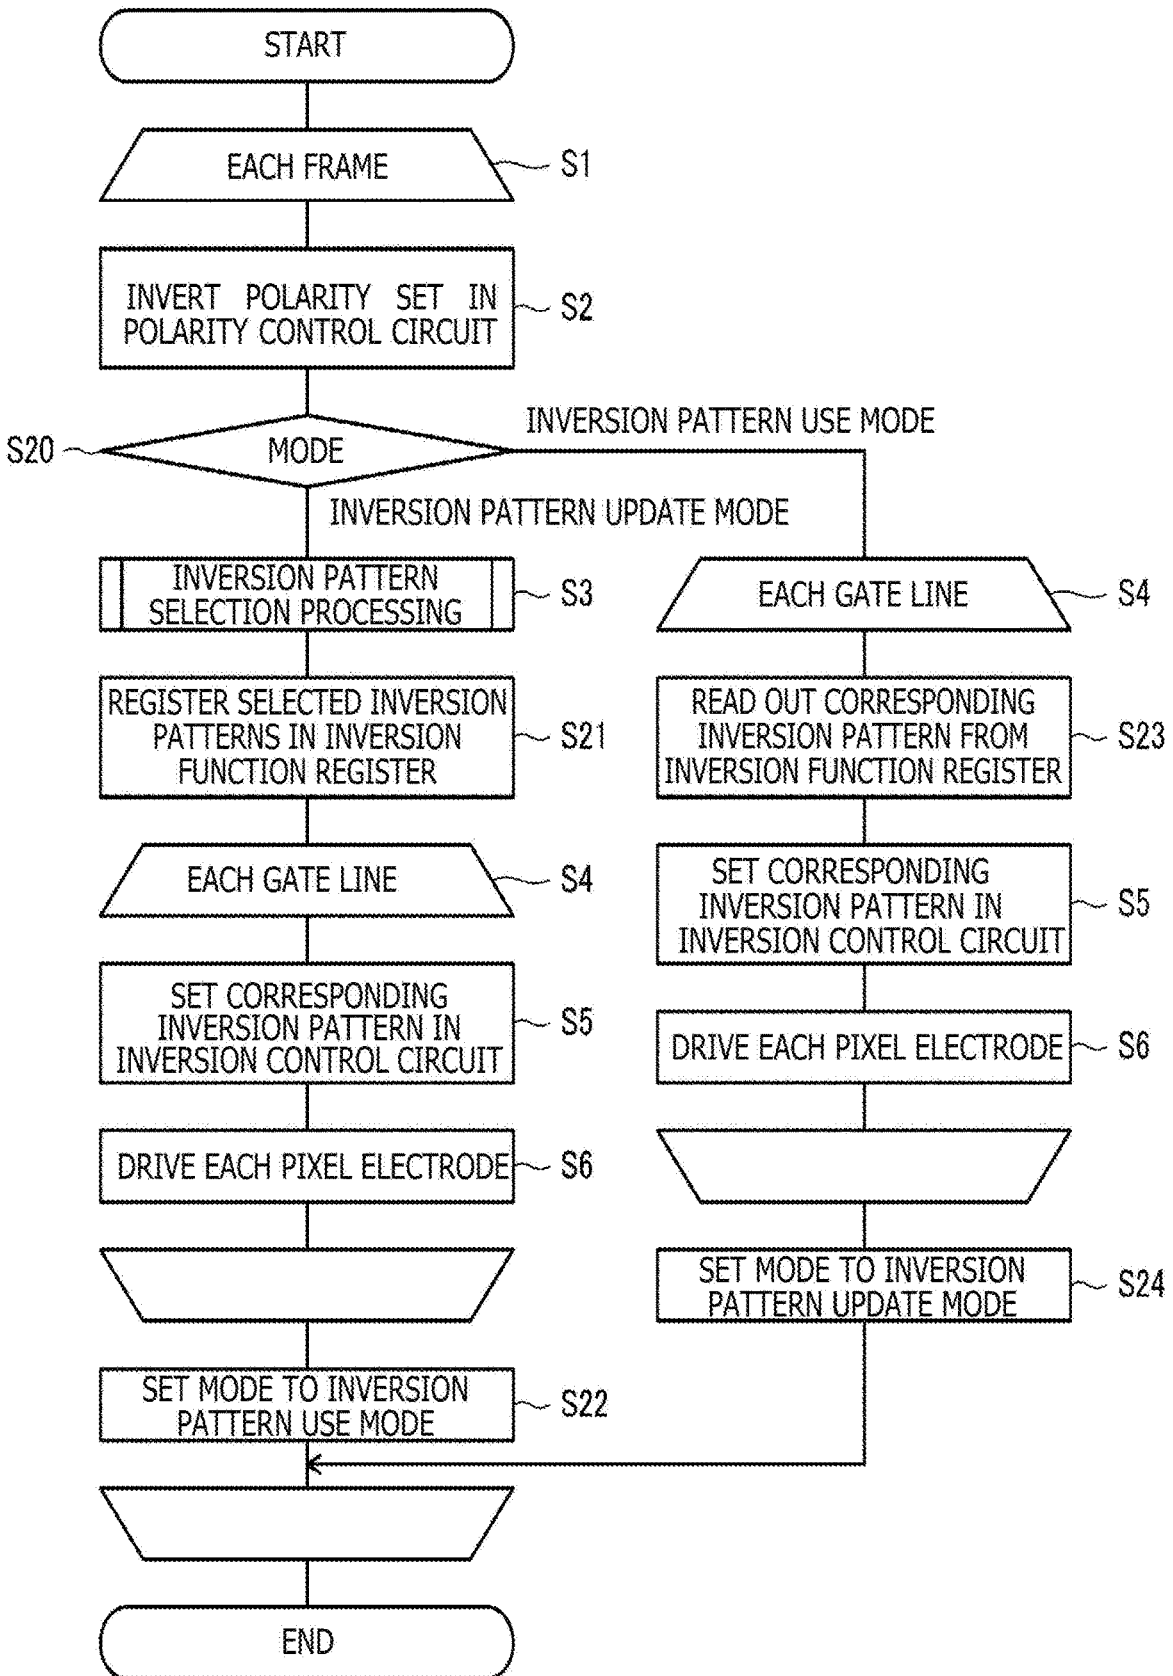 START
EACH FRAME
S1
INVERT POLARITY SET IN
POLARITY CONTROL CIRCUIT
S2
S20
MODE
INVERSION PATTERN USE MODE
INVERSION PATTERN UPDATE MODE
INVERSION PATTERN
SELECTION PROCESSING
S3
REGISTER SELECTED INVERSION
PATTERNS IN INVERSION
FUNCTION REGISTER
S21
EACH GATE LINE
S4
SET CORRESPONDING
INVERSION PATTERN IN
INVERSION CONTROL CIRCUIT
S5
DRIVE EACH PIXEL ELECTRODE
S6
SET MODE TO INVERSION
PATTERN USE MODE
S22
EACH GATE LINE
S4
READ OUT CORRESPONDING
INVERSION PATTERN FROM
INVERSION FUNCTION REGISTER
S23
SET CORRESPONDING
INVERSION PATTERN IN
INVERSION CONTROL CIRCUIT
S5
DRIVE EACH PIXEL ELECTRODE
S6
SET MODE TO INVERSION
PATTERN UPDATE MODE
S24
END